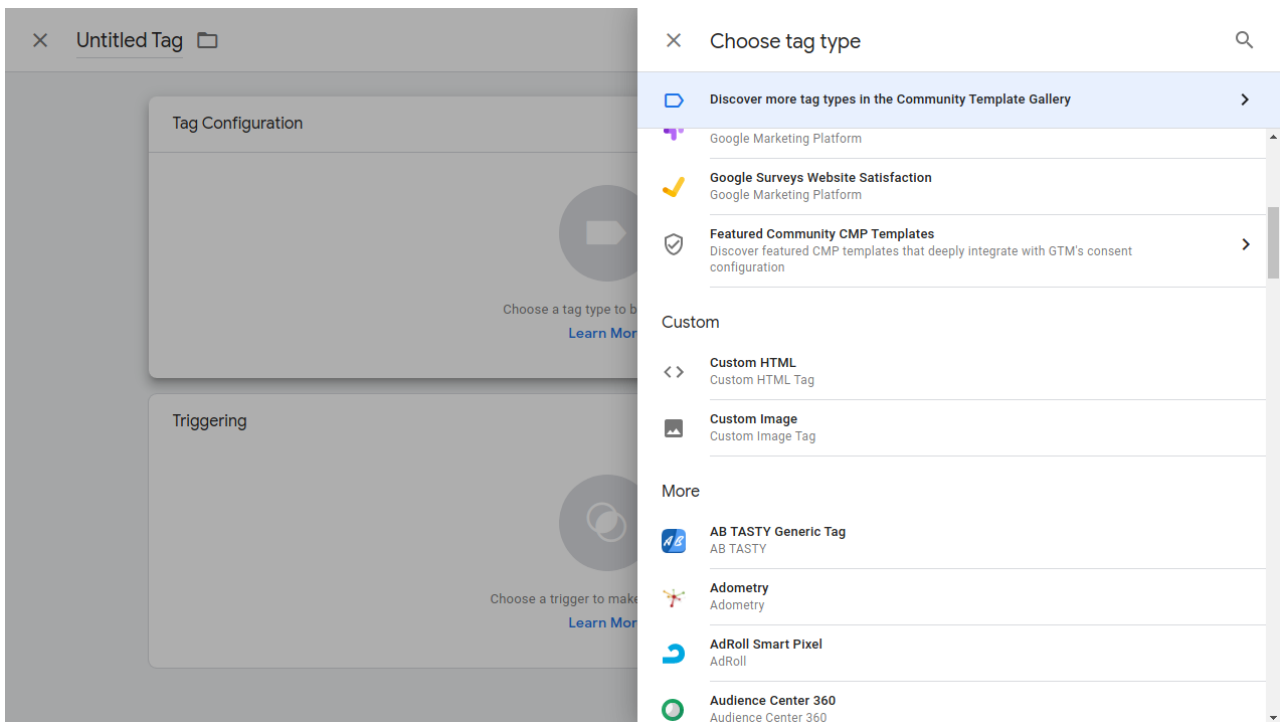 Untitled Tag
Tag Configuration
Choose a tag type to b
Learn Mor
Triggering
Choose a trigger to make
Learn Mor
Choose tag type
Discover more tag types in the Community Template Gallery
Google Marketing Platform
Google Surveys Website Satisfaction
Google Marketing Platform
Featured Community CMP Templates
Discover featured CMP templates that deeply integrate with GTM's consent
configuration
Custom
Custom HTML
Custom HTML Tag
Custom Image
Custom Image Tag
More
AB
AB TASTY Generic Tag
AB TASTY
Adometry
Adometry
AdRoll Smart Pixel
AdRoll
Audience Center 360
Audience Center 360